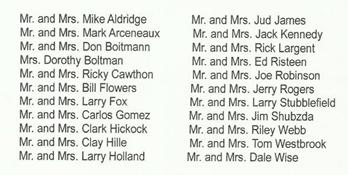 Mr. and Mrs. Mike Aldridge
Mr. and Mrs. Mark Arceneaux
Mr. and Mrs. Don Boitmann
Mrs. Dorothy Boltman
Mr. and Mrs. Ricky Cawthon
Mr. and Mrs. Bill Flowers
Mr. and Mrs. Larry Fox
Mr. and Mrs. Carlos Gomez
Mr. and Mrs. Clark Hickock
Mr. and Mrs. Clay Hille
Mr. and Mrs. Larry Holland
Mr. and Mrs. Jud James
Mr. and Mrs. Jack Kennedy
Mr. and Mrs. Rick Largent
Mr. and Mrs. Ed Risteen
Mr. and Mrs. Joe Robinson
Mr. and Mrs. Jerry Rogers
Mr. and Mrs. Larry Stubblefield
Mr. and Mrs. Jim Shubzda
Mr. and Mrs. Riley Webb
Mr. and Mrs. Tom Westbrook
Mr. and Mrs. Dale Wise